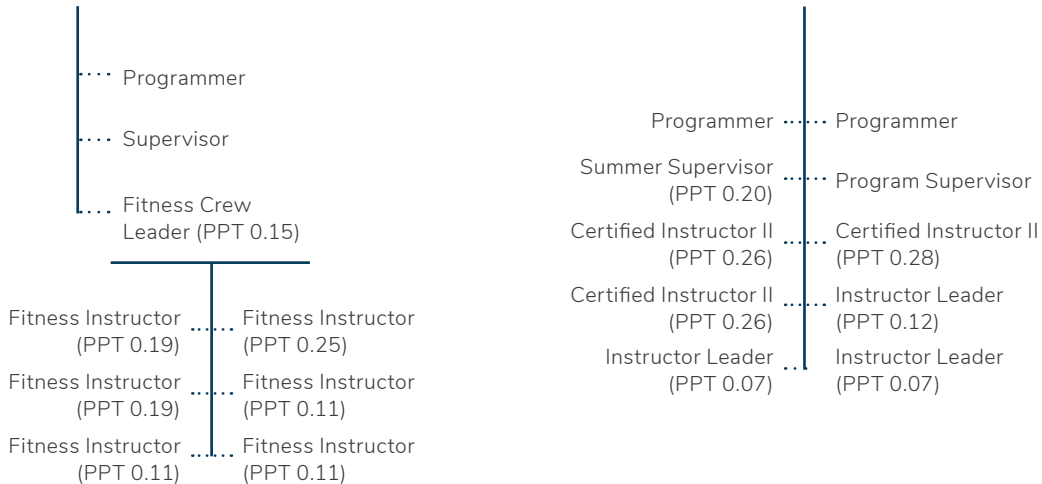 Programmer
Supervisor
Fitness Crew
Leader (PPT 0.15)
Fitness Instructor
(PPT 0.19)
Fitness Instructor
(PPT 0.25)
Fitness Instructor
(PPT 0.19)
Fitness Instructor
(PPT 0.11)
Fitness Instructor
(PPT 0.11)
Fitness Instructor
(PPT 0.11)
Programmer
Programmer
Summer Supervisor
(PPT 0.20)
Program Supervisor
Certified Instructor II
(PPT 0.26)
Certified Instructor II
(PPT 0.28)
Certified Instructor II
(PPT 0.26)
Instructor Leader
(PPT 0.12)
Instructor Leader
(PPT 0.07)
Instructor Leader
(PPT 0.07)